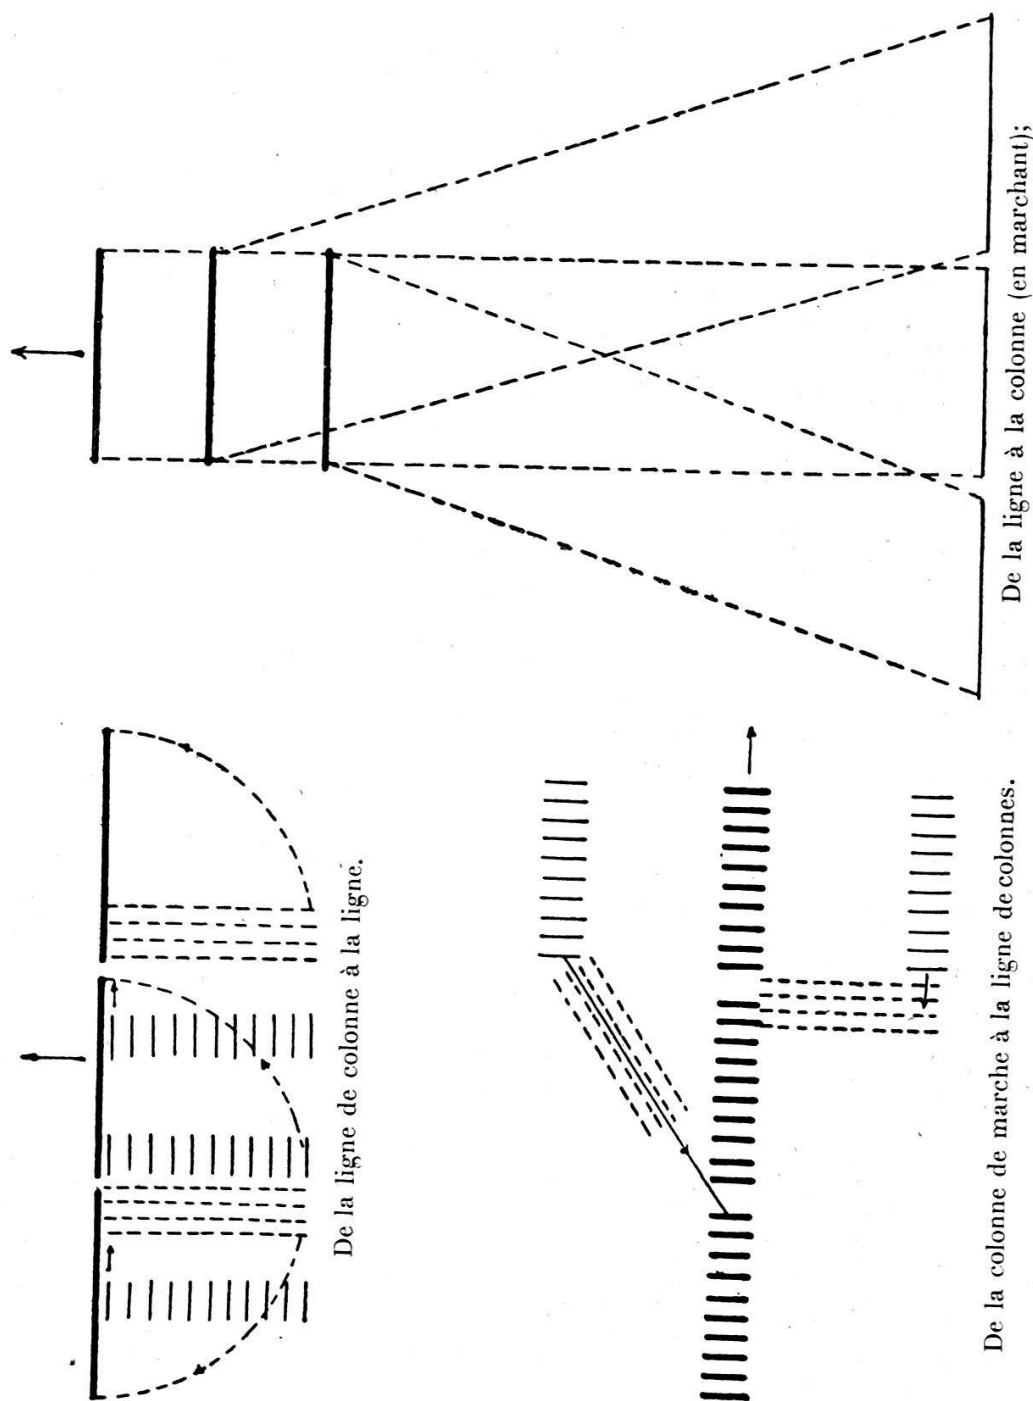 De la ligne de colonne à la ligne.
De la colonne de marche à la ligne de colonnes.
De la ligne à la colonne (en marchant);